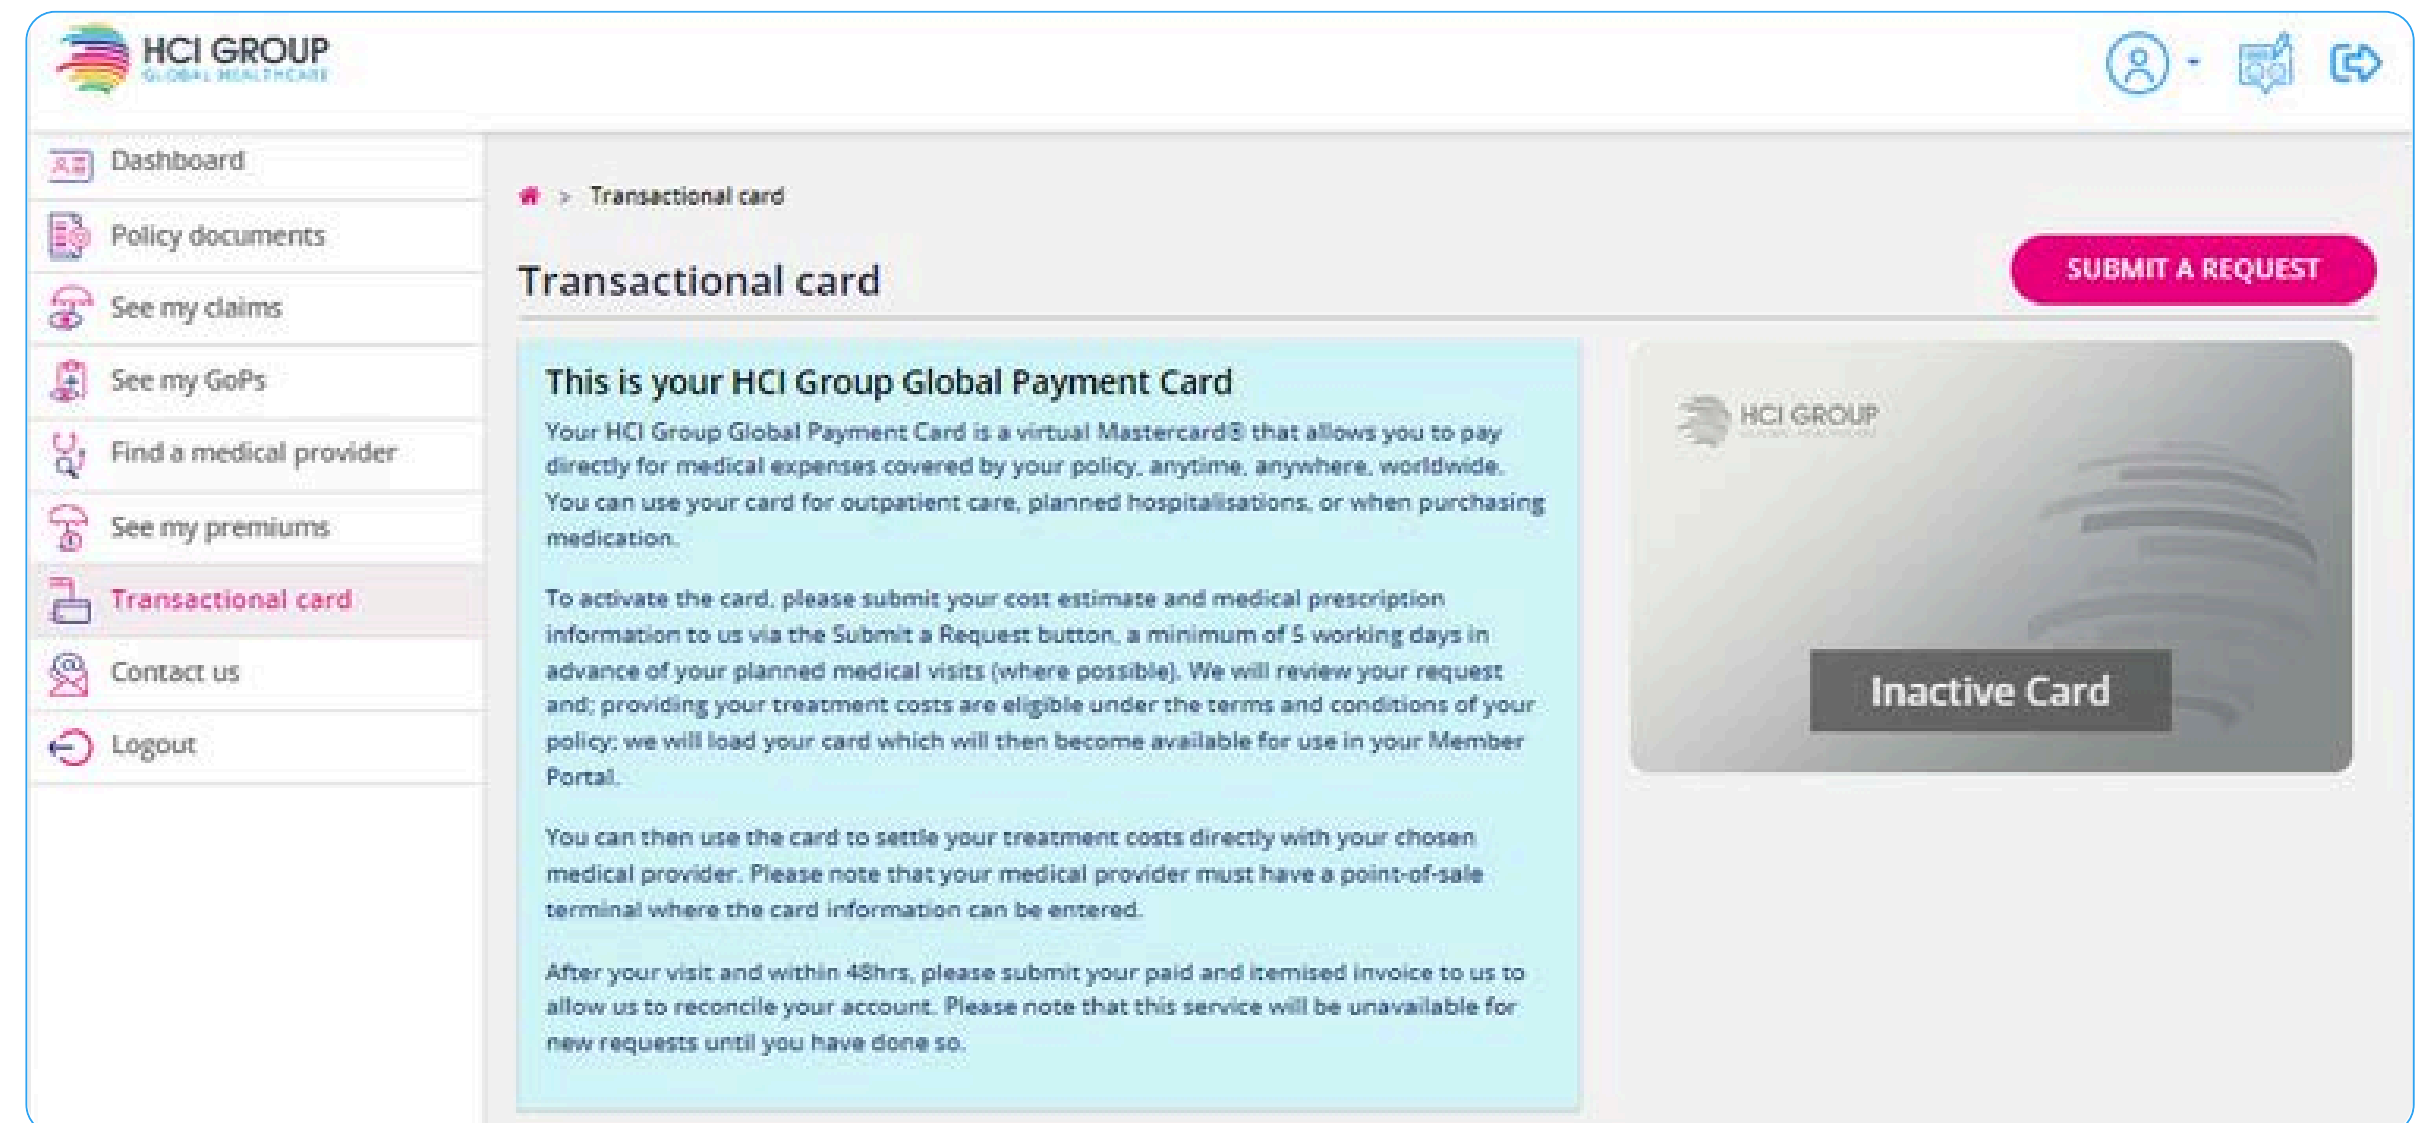 HCI GROUP
GLOBAL HEALTHCARE
Dashboard
Policy documents
See my claims
See my GoPs
Find a medical provider
See my premiums
Transactional card
Contact us
Logout
> Transactional card
Transactional card
SUBMIT A REQUEST
This is your HCI Group Global Payment Card
Your HCI Group Global Payment Card is a virtual Mastercard® that allows you to pay
directly for medical expenses covered by your policy, anytime, anywhere, worldwide.
You can use your card for outpatient care, planned hospitalisations, or when purchasing
medication.
To activate the card, please submit your cost estimate and medical prescription
information to us via the Submit a Request button, a minimum of 5 working days in
advance of your planned medical visits (where possible). We will review your request
and; providing your treatment costs are eligible under the terms and conditions of your
policy; we will load your card which will then become available for use in your Member
Portal.
You can then use the card to settle your treatment costs directly with your chosen
medical provider. Please note that your medical provider must have a point-of-sale
terminal where the card information can be entered.
After your visit and within 48hrs, please submit your paid and itemised invoice to us to
allow us to reconcile your account. Please note that this service will be unavailable for
new requests until you have done so.
HCI GROUP
Inactive Card